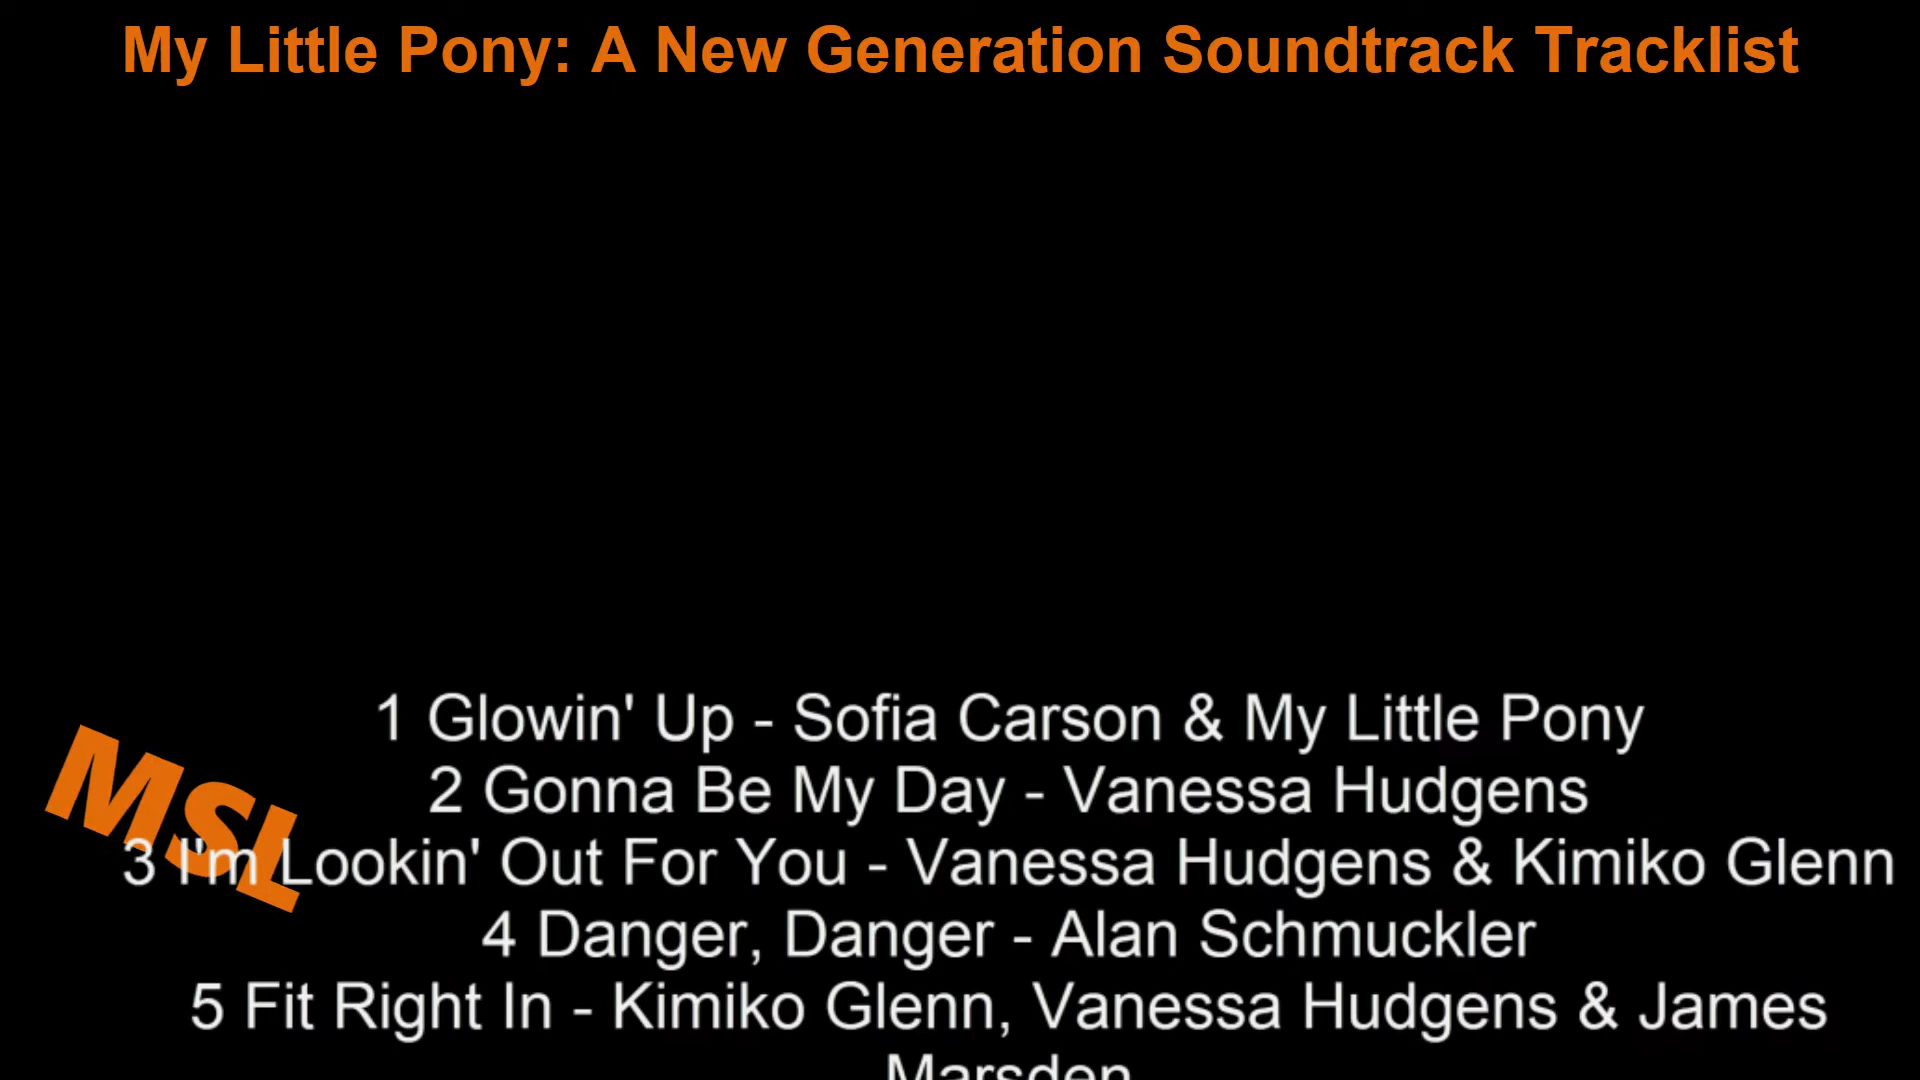 My Little Pony: A New Generation Soundtrack Tracklist
1 Glowin' Up - Sofia Carson & My Little Pony
2 Gonna Be My Day - Vanessa Hudgens
MSL
3 I'm Lookin' Out For You - Vanessa Hudgens & Kimiko Glenn
4 Danger, Danger - Alan Schmuckler
5 Fit Right In - Kimiko Glenn, Vanessa Hudgens & James
Marsden